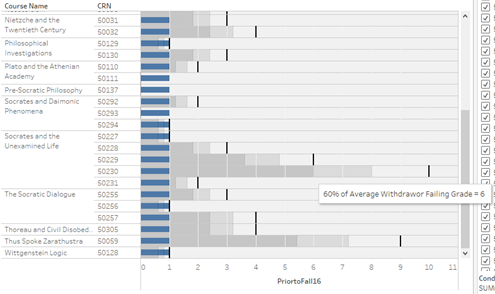 Course Name CRN
Nietzsche and the 50031
Twentieth Century 50032
Philosophical 50129
Investigations 50130
Plato and the Athenian 50110
Academy 50111
Pre-Socratic Philosophy 50137
Socrates and Daimonic 50292
Phenomena 50293
50294
Socrates and the 50227
Unexamined Life 50228
50229
50230
50231
60% of Average Withdrawor Failing Grade = 6
The Socratic Dialogue 50255
50256
50257
Thoreau and Civil Disobed.. 50305
Thus Spoke Zarathustra 50059
Wittgenstein Logic 50128
0 1 2 3 4 5 6 7 8 9 10 11
PriortoFall16
Cond
SUM